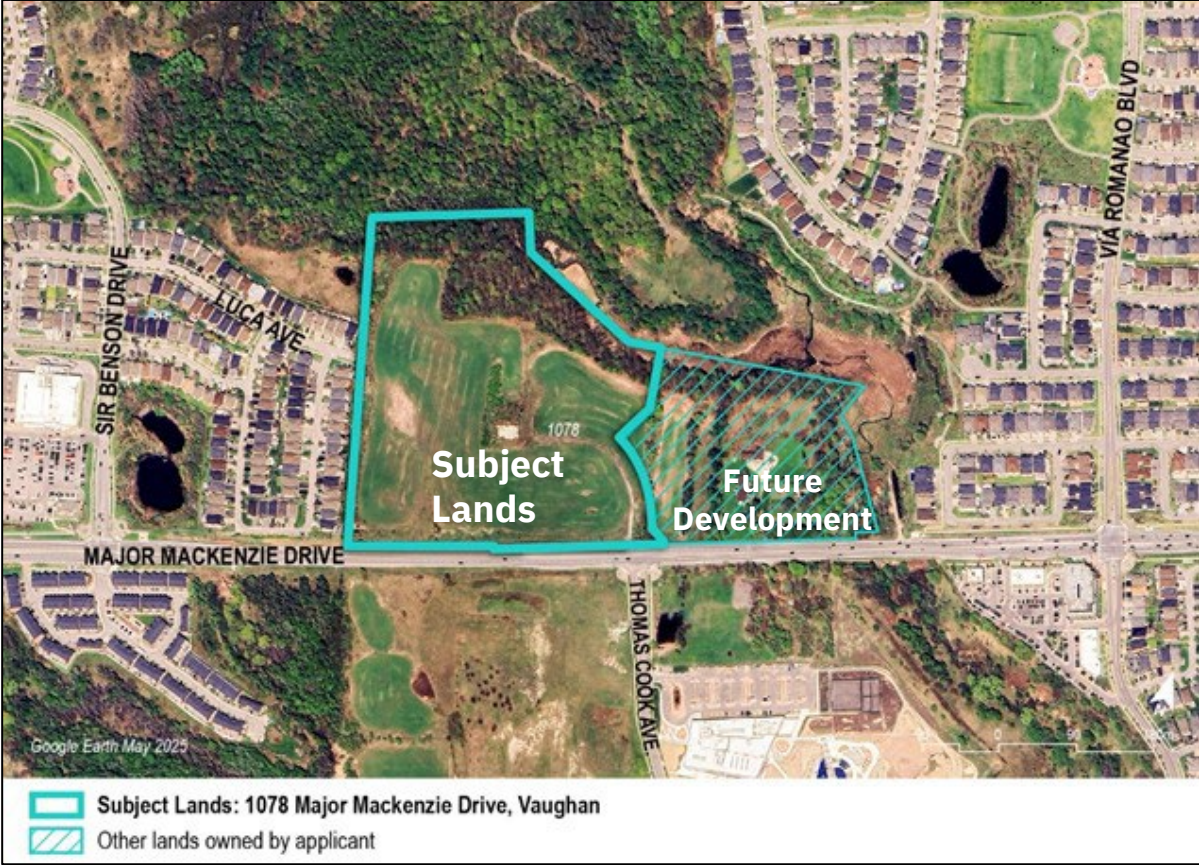 VIA ROMANAO BLVD
SIR BENSON DRIVE
LUCA AVE
1078
Subject
Lands
Future
Development
MAJOR MACKENZIE DRIVE
THOMAS COOK AVE
Google Earth May 2025
0
Subject Lands: 1078 Major Mackenzie Drive, Vaughan
Other lands owned by applicant